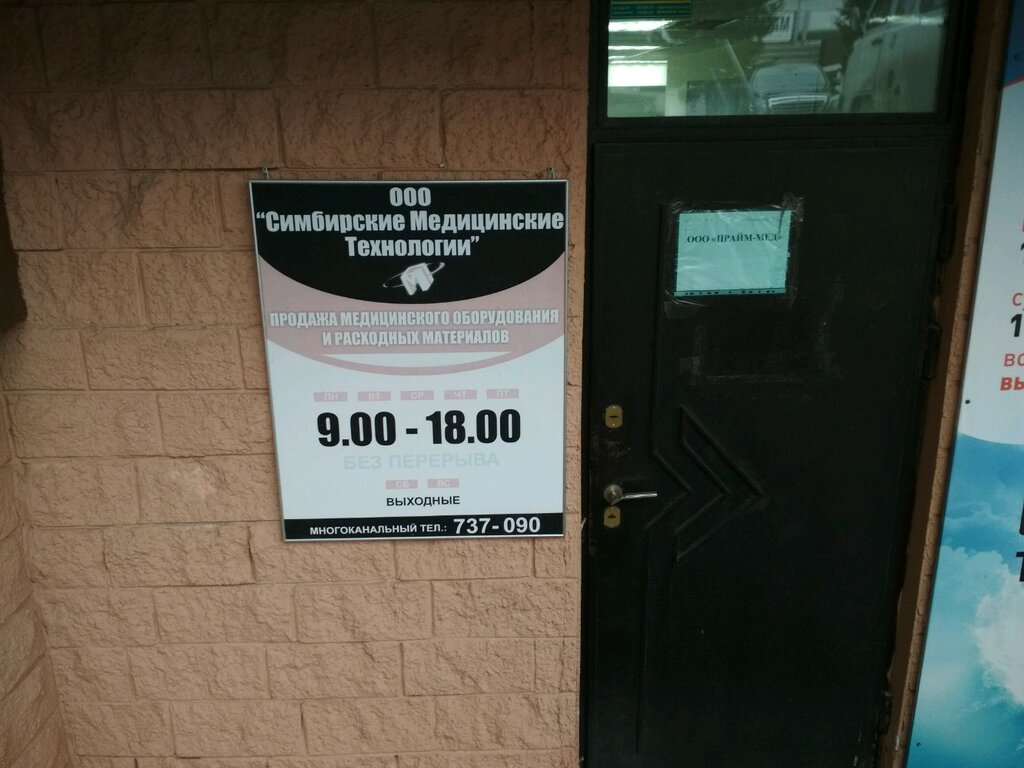 ООО
“Симбирские Медицинские
Технологии”
ПРОДАЖА МЕДИЦИНСКОГО ОБОРУДОВАНИЯ
И РАСХОДНЫХ МАТЕРИАЛОВ
ПН ВТ СР ЧТ ПТ
9.00 - 18.00
БЕЗ ПЕРЕРЫВА
СБ ВС
ВЫХОДНЫЕ
МНОГОКАНАЛЬНЫЙ ТЕЛ.: 737-090
ООО «ПРАЙМ-МЕД»